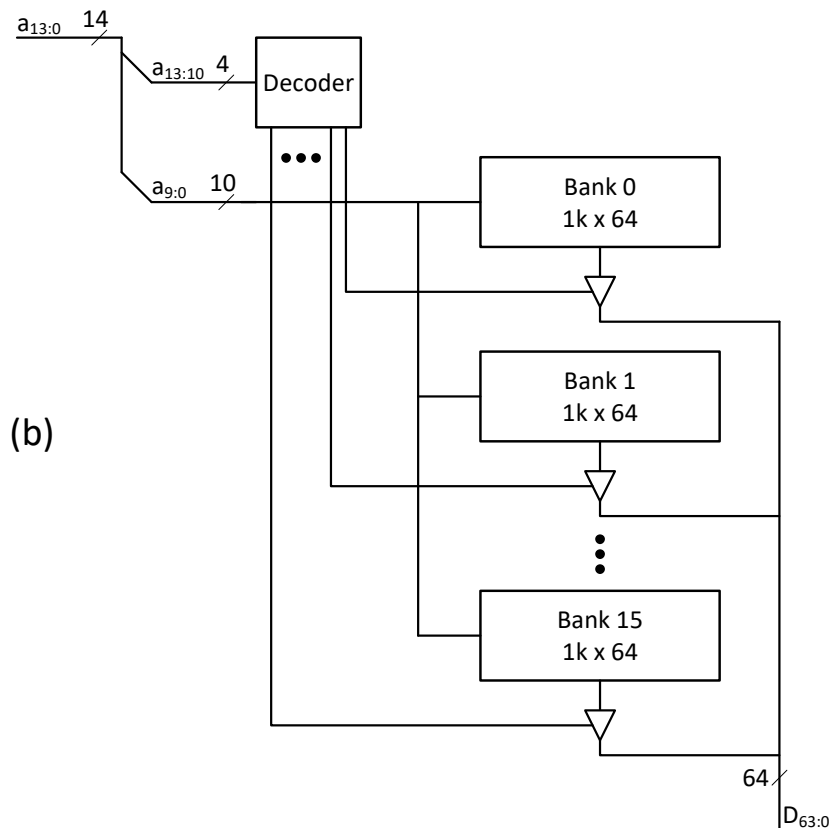 a13:0 14
a13:10 4
Decoder
a9:0 10
Bank 0
1k x 64
Bank 1
1k x 64
(b)
Bank 15
1k x 64
64
D63:0